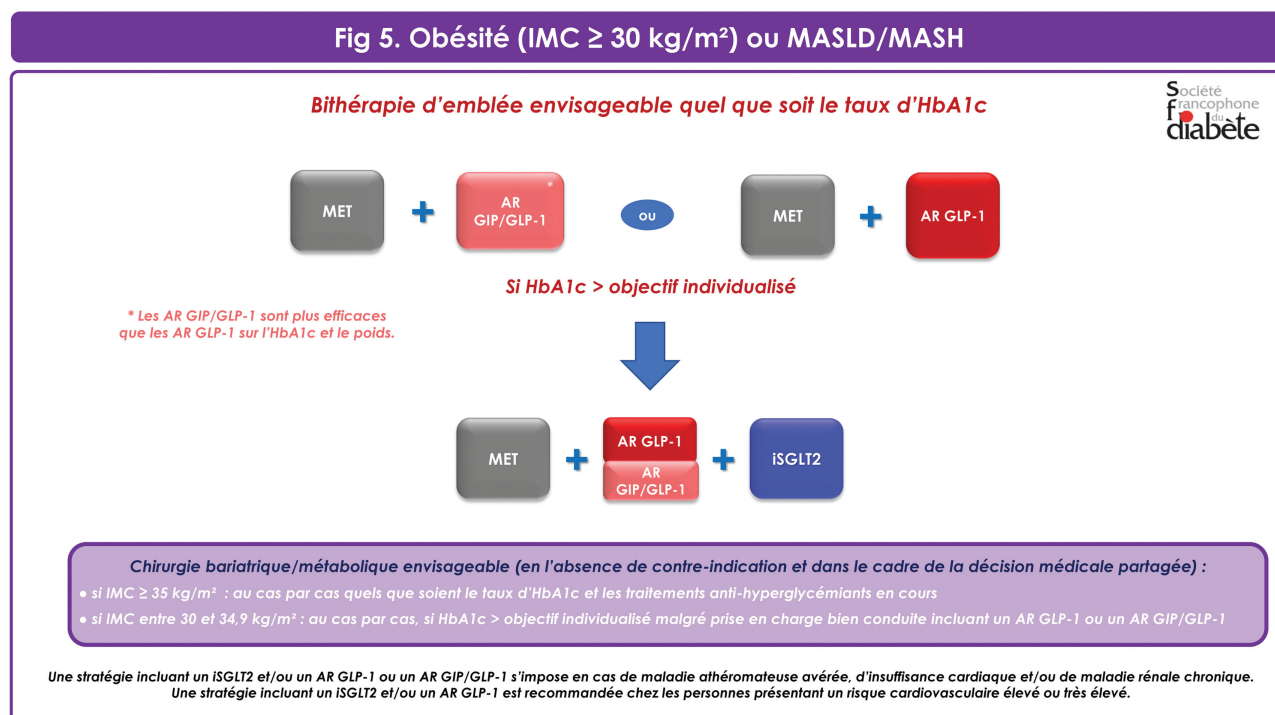 Fig 5. Obésité (IMC ≥ 30 kg/m²) ou MASLD/MASH
Bithérapie d'emblée envisageable quel que soit le taux d'HbA1c
Société
francophone
du
diabète
MET
+
AR
GIP/GLP-1
*
ou
MET
+
AR GLP-1
Si HbA1c > objectif individualisé
* Les AR GIP/GLP-1 sont plus efficaces
que les AR GLP-1 sur l'HbA1c et le poids.
MET
+
AR GLP-1
AR
GIP/GLP-1
+
iSGLT2
Chirurgie bariatrique/métabolique envisageable (en l'absence de contre-indication et dans le cadre de la décision médicale partagée) :
• si IMC ≥ 35 kg/m² : au cas par cas quels que soient le taux d'HbA1c et les traitements anti-hyperglycémiants en cours
• si IMC entre 30 et 34,9 kg/m² : au cas par cas, si HbA1c > objectif individualisé malgré prise en charge bien conduite incluant un AR GLP-1 ou un AR GIP/GLP-1
Une stratégie incluant un iSGLT2 et/ou un AR GLP-1 ou un AR GIP/GLP-1 s'impose en cas de maladie athéromateuse avérée, d'insuffisance cardiaque et/ou de maladie rénale chronique.
Une stratégie incluant un iSGLT2 et/ou un AR GLP-1 est recommandée chez les personnes présentant un risque cardiovasculaire élevé ou très élevé.